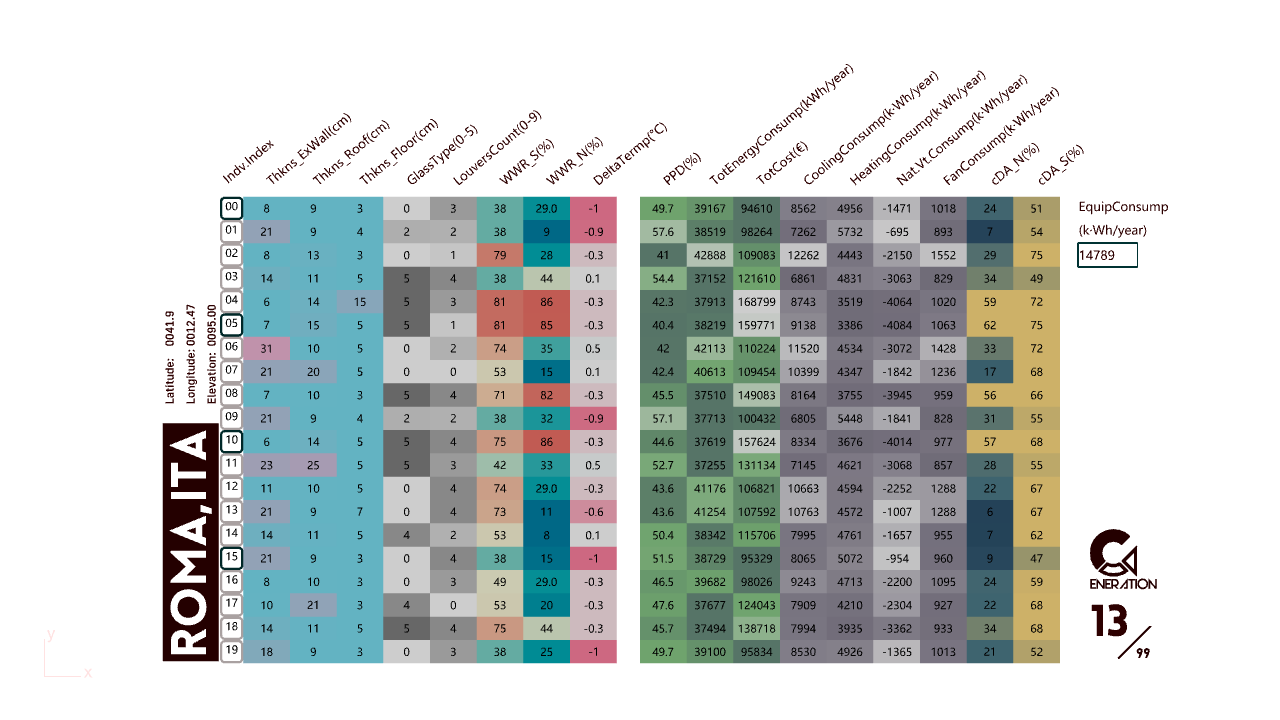 Indv.Index Thkns_ExWall(cm) Thkns_Roof(cm) Thkns_Floor(cm) GlassType(0-5) LouversCount(0-9) WWR_S(%) WWR_N(%) DeltaTermp(°C) PPD(%) TotEnergyConsump(kWh/year) TotCost(€) CoolingConsump(k·Wh/year) HeatingConsump(k·Wh/year) Nat.Vt.Consump(k·Wh/year) FanConsump(k·Wh/year) cDA_N(%) cDA_S(%)
00 8 9 3 0 3 38 29.0 -1 49.7 39167 94610 8562 4956 -1471 1018 24 51
01 21 9 4 2 2 38 9 -0.9 57.6 38519 98264 7262 5732 -695 893 7 54
02 8 13 3 0 1 79 28 -0.3 41 42888 109083 12262 4443 -2150 1552 29 75
03 14 11 5 5 4 38 44 0.1 54.4 37152 121610 6861 4831 -3063 829 34 49
04 6 14 15 5 3 81 86 -0.3 42.3 37913 168799 8743 3519 -4064 1020 59 72
05 7 15 5 5 1 81 85 -0.3 40.4 38219 159771 9138 3386 -4084 1063 62 75
06 31 10 5 0 2 74 35 0.5 42 42113 110224 11520 4534 -3072 1428 33 72
07 21 20 5 0 0 53 15 0.1 42.4 40613 109454 10399 4347 -1842 1236 17 68
08 7 10 3 5 4 71 82 -0.3 45.5 37510 149083 8164 3755 -3945 959 56 66
09 21 9 4 2 2 38 32 -0.9 57.1 37713 100432 6805 5448 -1841 828 31 55
10 6 14 5 5 4 75 86 -0.3 44.6 37619 157624 8334 3676 -4014 977 57 68
11 23 25 5 5 3 42 33 0.5 52.7 37255 131134 7145 4621 -3068 857 28 55
12 11 10 5 0 4 74 29.0 -0.3 43.6 41176 106821 10663 4594 -2252 1288 22 67
13 21 9 7 0 4 73 11 -0.6 43.6 41254 107592 10763 4572 -1007 1288 6 67
14 14 11 5 4 2 53 8 0.1 50.4 38342 115706 7995 4761 -1657 955 7 62
15 21 9 3 0 4 38 15 -1 51.5 38729 95329 8065 5072 -954 960 9 47
16 8 10 3 0 3 49 29.0 -0.3 46.5 39682 98026 9243 4713 -2200 1095 24 59
17 10 21 3 4 0 53 20 -0.3 47.6 37677 124043 7909 4210 -2304 927 22 68
18 14 11 5 5 4 75 44 -0.3 45.7 37494 138718 7994 3935 -3362 933 34 68
19 18 9 3 0 3 38 25 -1 49.7 39100 95834 8530 4926 -1365 1013 21 52
EquipConsump
(k·Wh/year)
14789
Latitude: 0041.9
Longitude: 0012.47
Elevation: 0095.00
ROMA,ITA
ENERATION
13/99
y
x